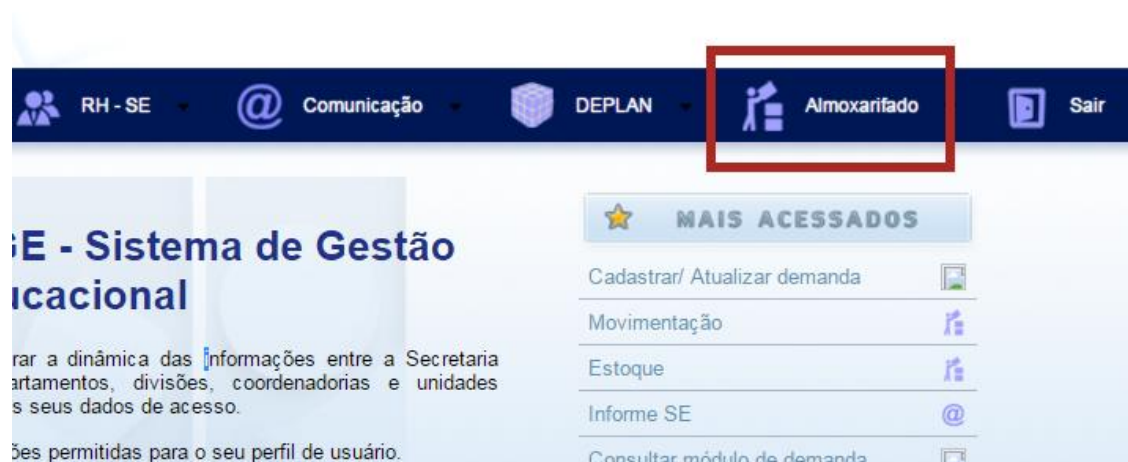 RH - SE
Comunicação
DEPLAN
Almoxarifado
Sair
GE - Sistema de Gestão
ucacional
rar a dinâmica das informações entre a Secretaria
artamentos, divisões, coordenadorias e unidades
s seus dados de acesso.
ões permitidas para o seu perfil de usuário.
MAIS ACESSADOS
Cadastrar/ Atualizar demanda
Movimentação
Estoque
Informe SE
@
Consultar módulo de demanda